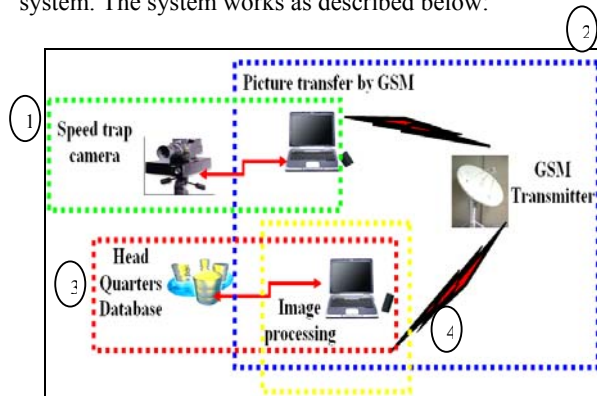 system. The system works as described below:
2
Picture transfer by GSM
1
Speed trap
camera
GSM
Transmitter
3
Head
Quarters
Database
Image
processing
4